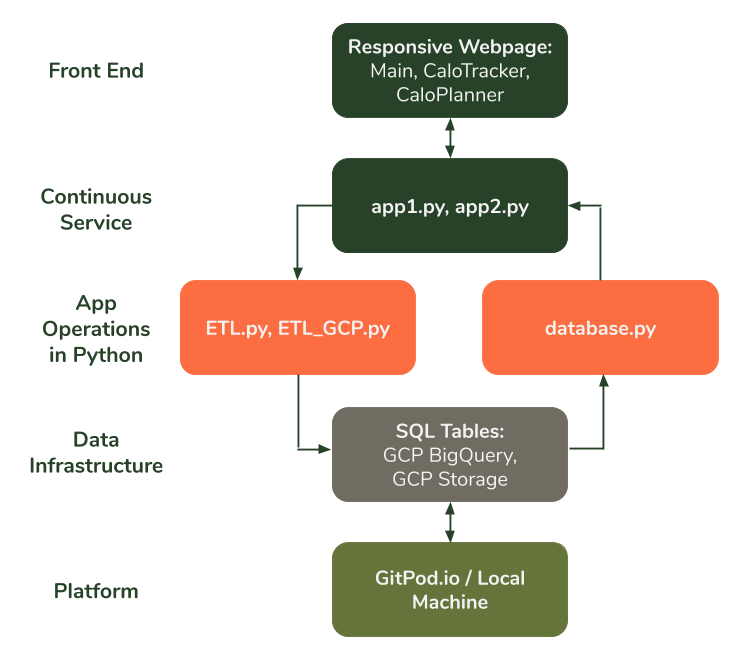 Front End
Responsive Webpage:
Main, CaloTracker,
CaloPlanner
Continuous
Service
app1.py, app2.py
App
Operations
in Python
ETL.py, ETL_GCP.py
database.py
Data
Infrastructure
SQL Tables:
GCP BigQuery,
GCP Storage
Platform
GitPod.io / Local
Machine